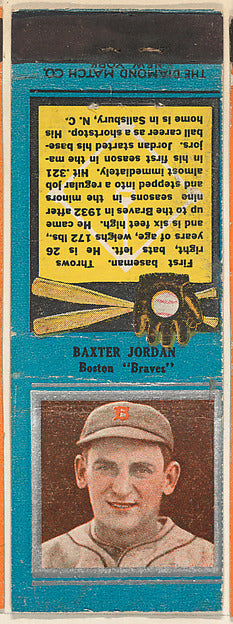 BAXTER JORDAN
Boston "Braves"
B
First baseman. Throws
right, bats left. He is 26
years of age, weighs 172 lbs.,
and is six feet high. He came
up to the Braves in 1932 after
nine seasons in the minors
and stepped into a regular job
almost immediately. Hit .321
in his first season in the ma-
jors. Jordan started his base-
ball career as a shortstop. His
home is in Salisbury, N. C.
THE DIAMOND MATCH CO.
NEW YORK